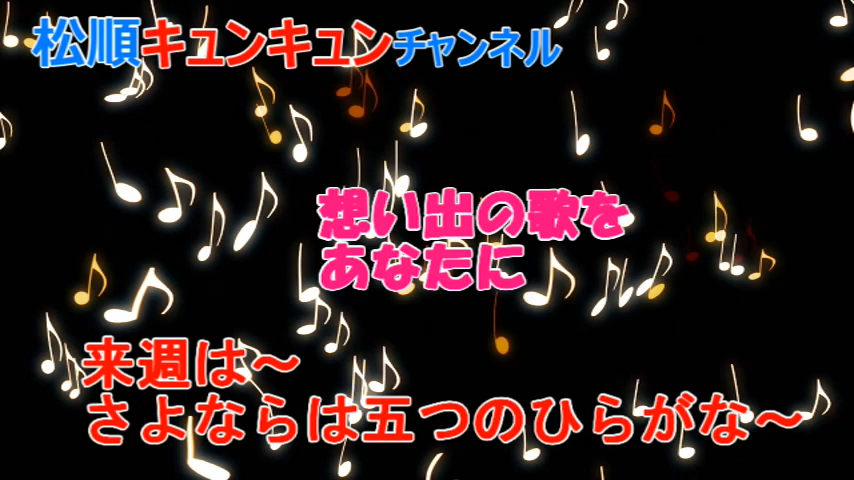 松順キュンキュンチャンネル
想い出の歌を
あなたに
来週は～
さよならは五つのひらがな～